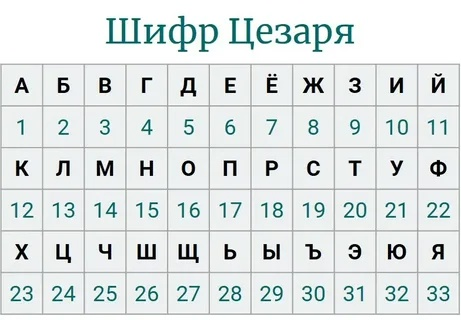 Шифр Цезаря
А Б В Г Д Е Ё Ж З И Й
1 2 3 4 5 6 7 8 9 10 11
К Л М Н О П Р С Т У Ф
12 13 14 15 16 17 18 19 20 21 22
Х Ц Ч Ш Щ Ь Ы Ъ Э Ю Я
23 24 25 26 27 28 29 30 31 32 33